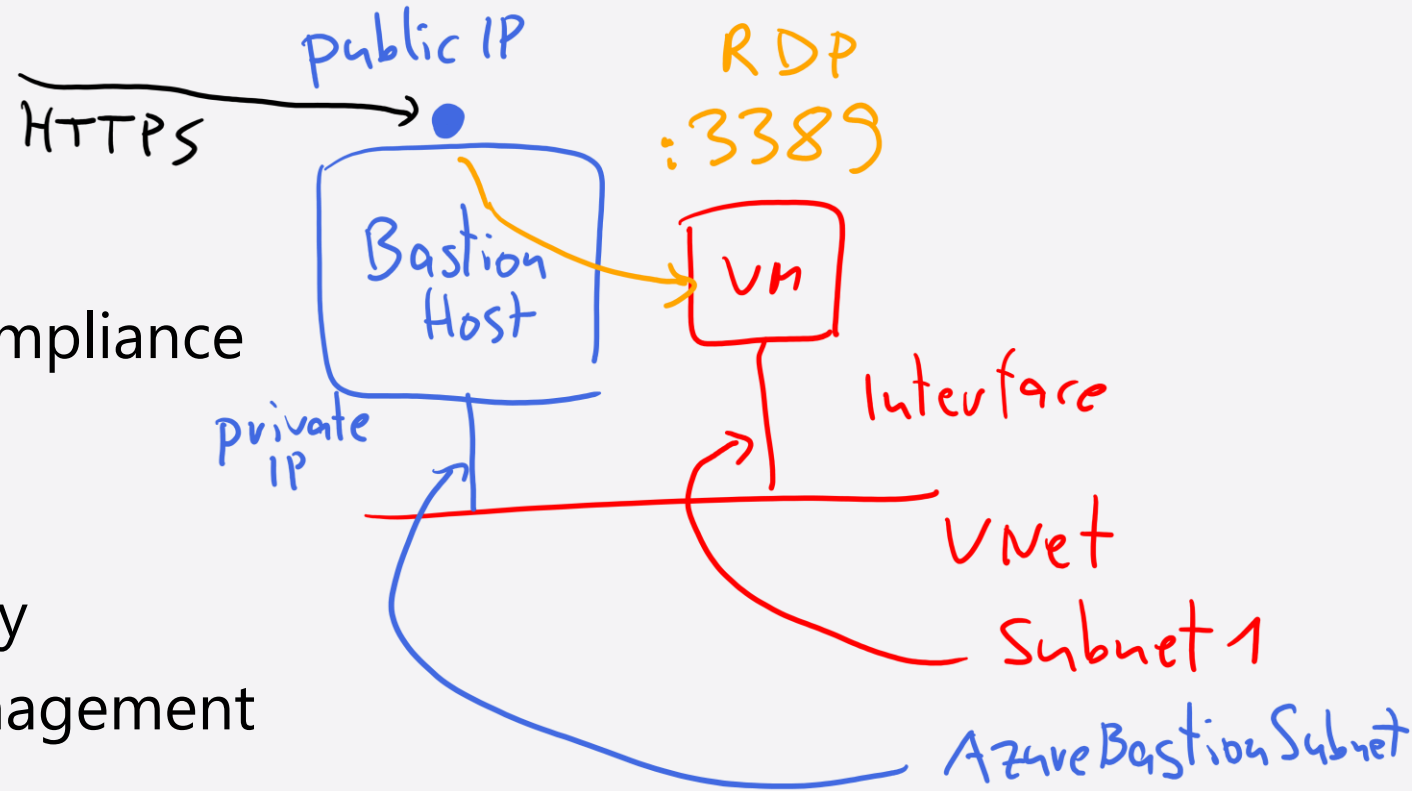 public IP
HTTPS
RDP
:3389
Bastion
Host
VM
mpliance
private
IP
Interface
VNet
y
Subnet 1
nagement
AzureBastionSubnet